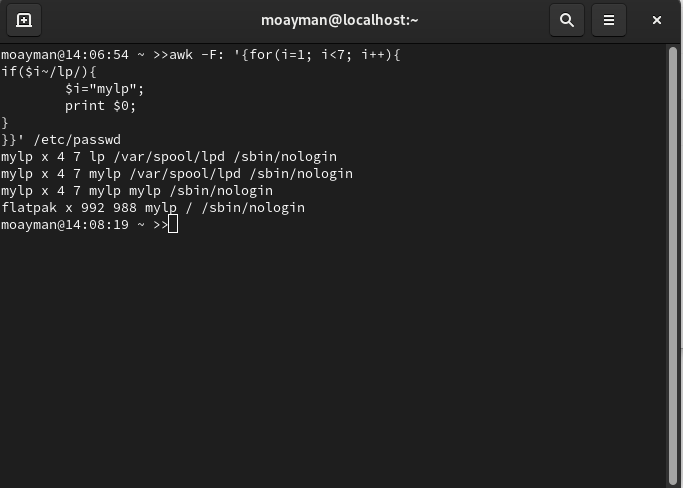 moayman@localhost:~
moayman@14:06:54 ~ >>awk -F: '{for(i=1; i<7; i++){
if($i~/lp/){
        $i="mylp";
        print $0;
}
}}' /etc/passwd
mylp x 4 7 lp /var/spool/lpd /sbin/nologin
mylp x 4 7 mylp /var/spool/lpd /sbin/nologin
mylp x 4 7 mylp mylp /sbin/nologin
flatpak x 992 988 mylp / /sbin/nologin
moayman@14:08:19 ~ >>